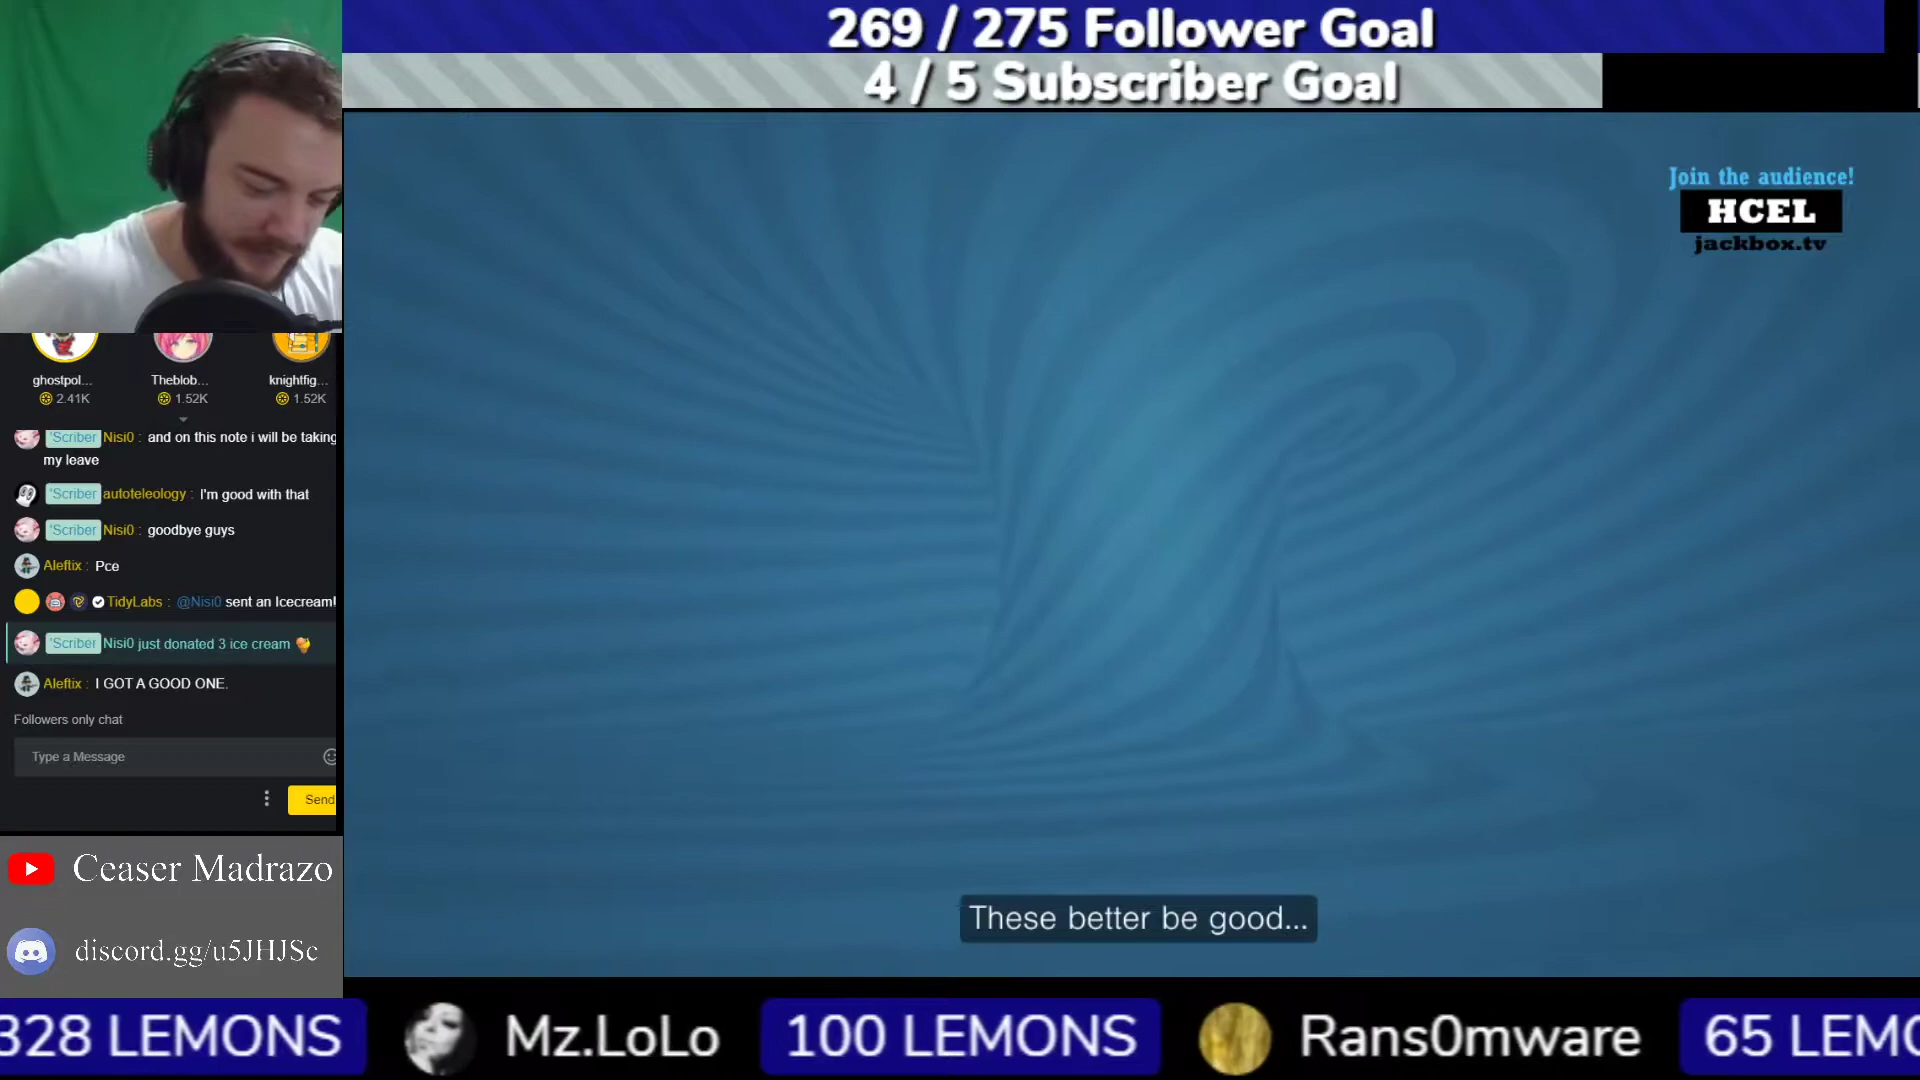 269 / 275 Follower Goal
4 / 5 Subscriber Goal
Join the audience!
HCEL
jackbox.tv
ghostpol... Theblob... knightfig...
2.41K 1.52K 1.52K
'Scriber Nisi0 : and on this note i will be taking
my leave
'Scriber autoteleology : I'm good with that
'Scriber Nisi0 : goodbye guys
Aleftix : Pce
TidyLabs : @Nisi0 sent an Icecream!
'Scriber Nisi0 just donated 3 ice cream
Aleftix : I GOT A GOOD ONE.
Followers only chat
Type a Message
Send
Ceaser Madrazo
discord.gg/u5JHJSc
These better be good...
328 LEMONS Mz.LoLo 100 LEMONS Rans0mware 65 LEMO